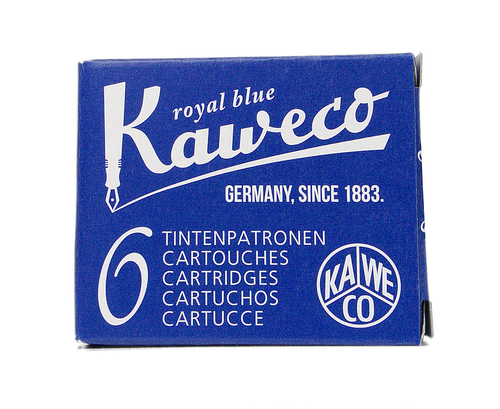 royal blue
Kaweco
GERMANY, SINCE 1883.
6
TINTENPATRONEN
CARTOUCHES
CARTRIDGES
CARTUCHOS
CARTUCCE
KA WE
CO